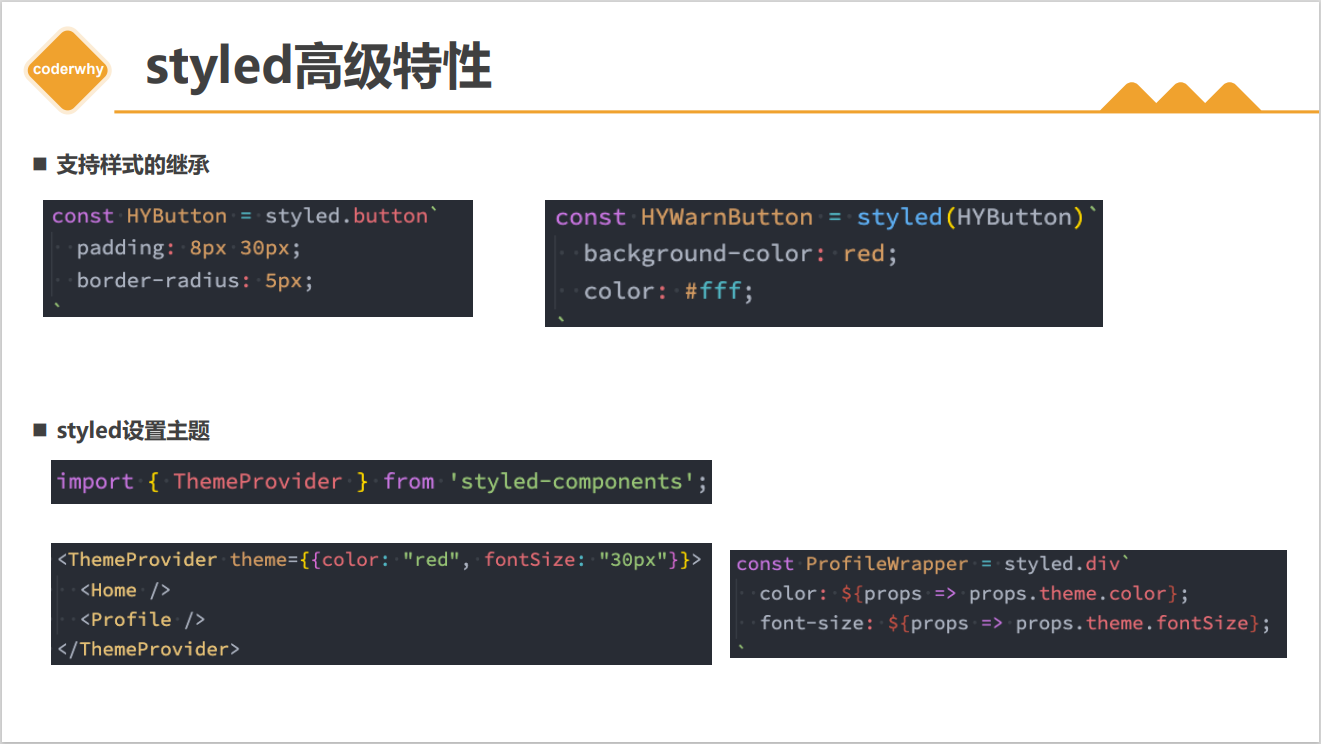 coderwhy
styled高级特性
■ 支持样式的继承
const HYButton = styled.button`
  padding: 8px 30px;
  border-radius: 5px;
`
const HYWarnButton = styled(HYButton)`
  background-color: red;
  color: #fff;
`
■ styled设置主题
import { ThemeProvider } from 'styled-components';
<ThemeProvider theme={{color: "red", fontSize: "30px"}}>
  <Home />
  <Profile />
</ThemeProvider>
const ProfileWrapper = styled.div`
  color: ${props => props.theme.color};
  font-size: ${props => props.theme.fontSize};
`